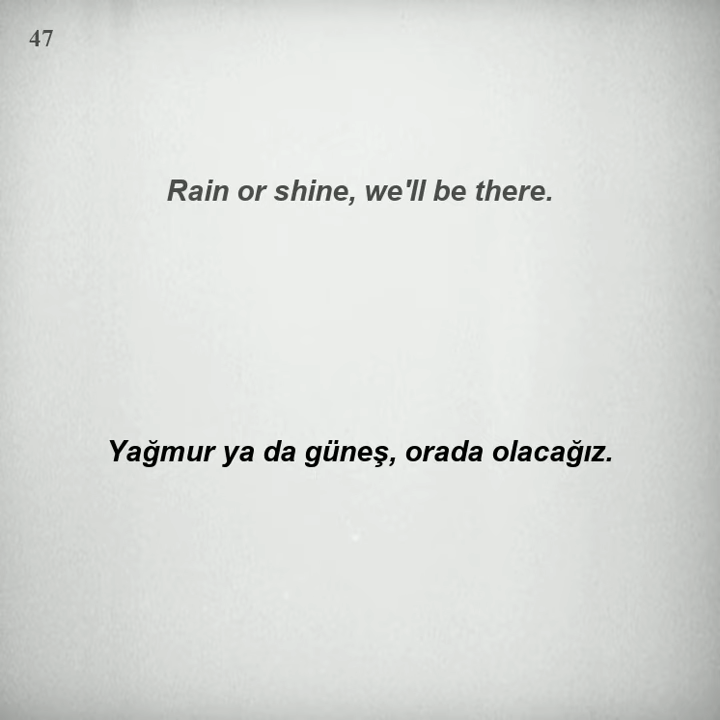 47
Rain or shine, we'll be there.
Yağmur ya da güneş, orada olacağız.